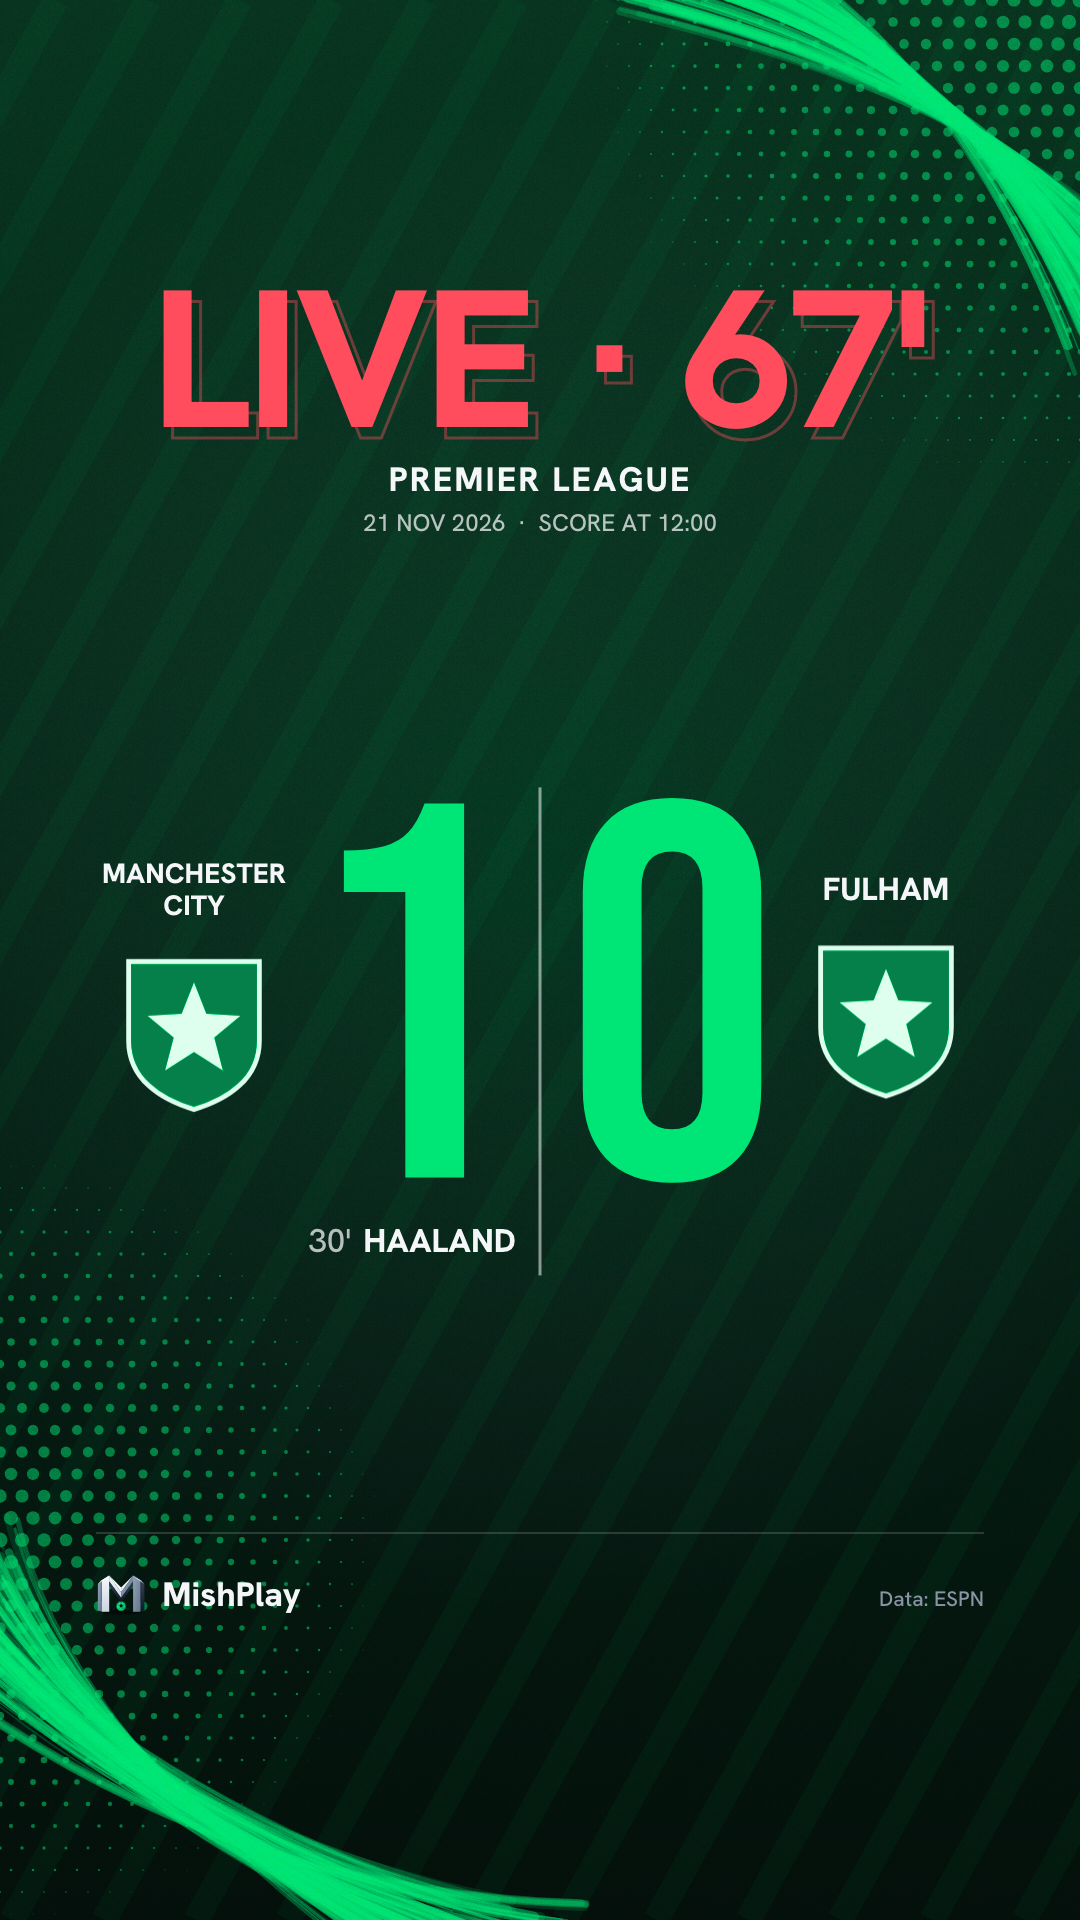 LIVE · 67'
PREMIER LEAGUE
21 NOV 2026 · SCORE AT 12:00
MANCHESTER
CITY
1 0
FULHAM
30' HAALAND
MishPlay
Data: ESPN